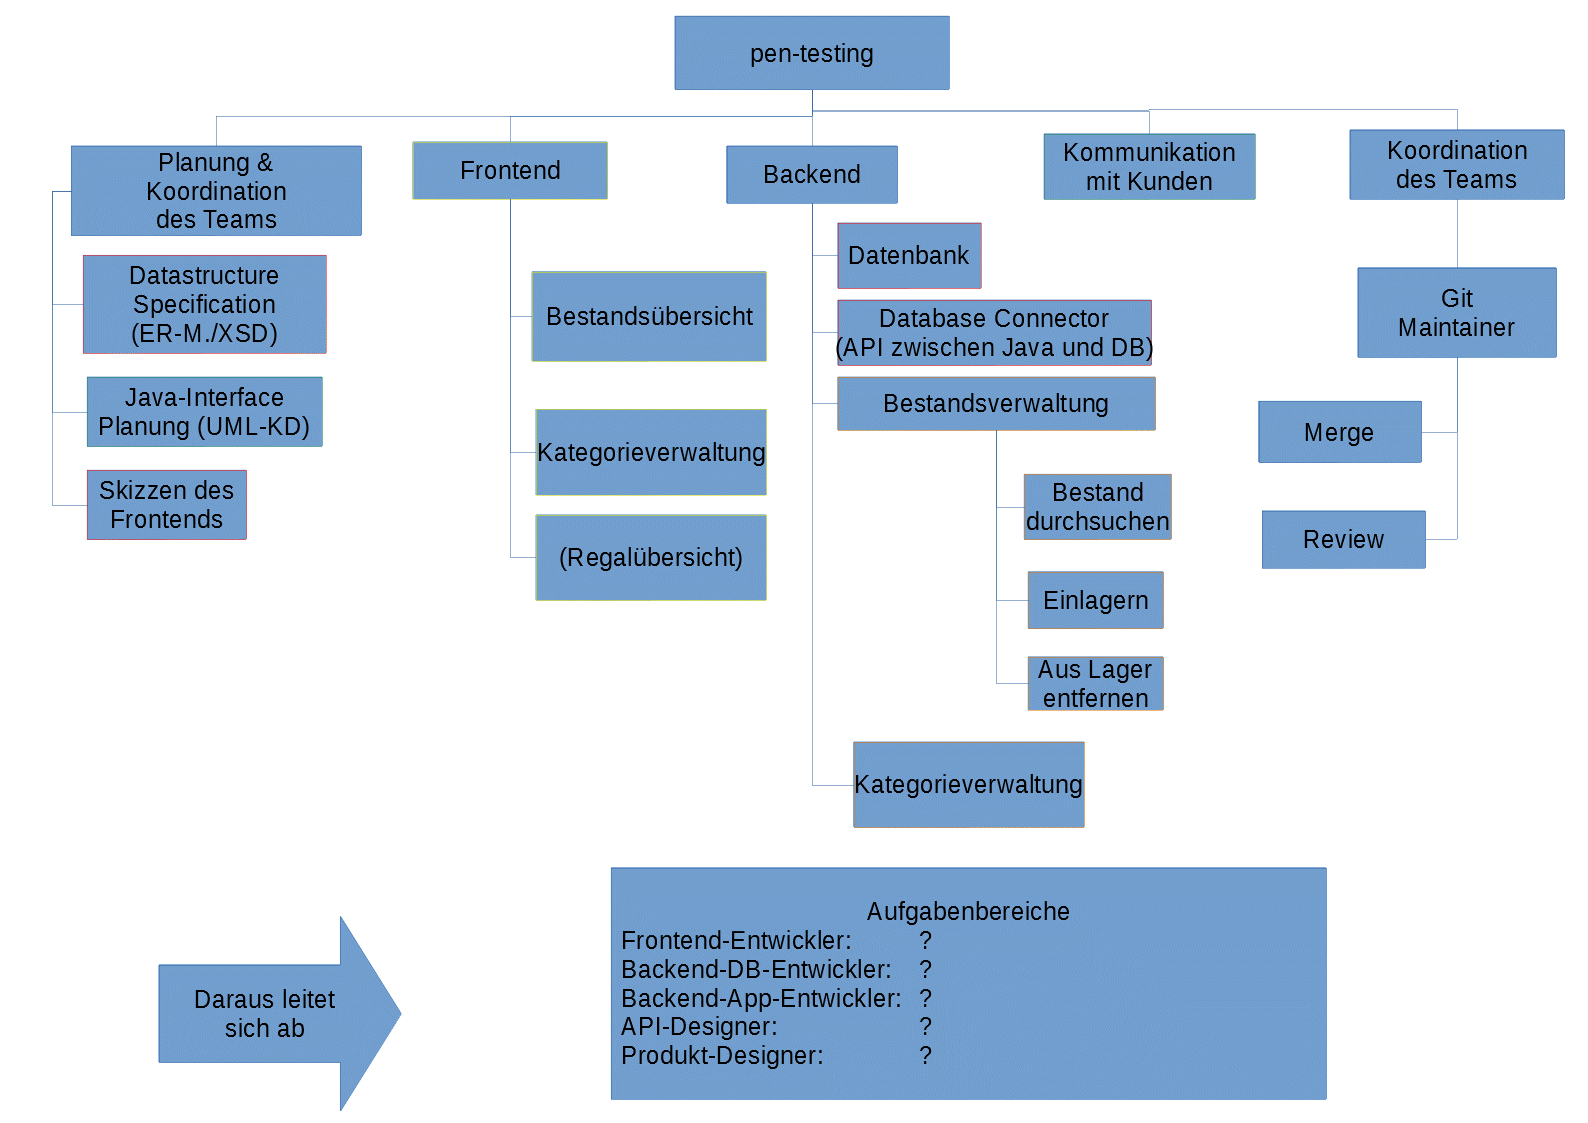 pen-testing
Planung &
Koordination
des Teams
Datastructure
Specification
(ER-M./XSD)
Java-Interface
Planung (UML-KD)
Skizzen des
Frontends
Frontend
Bestandsübersicht
Kategorieverwaltung
(Regalübersicht)
Backend
Datenbank
Database Connector
(API zwischen Java und DB)
Bestandsverwaltung
Bestand
durchsuchen
Einlagern
Aus Lager
entfernen
Kategorieverwaltung
Kommunikation
mit Kunden
Koordination
des Teams
Git
Maintainer
Merge
Review
Daraus leitet
sich ab
Aufgabenbereiche
Frontend-Entwickler: ?
Backend-DB-Entwickler: ?
Backend-App-Entwickler: ?
API-Designer: ?
Produkt-Designer: ?